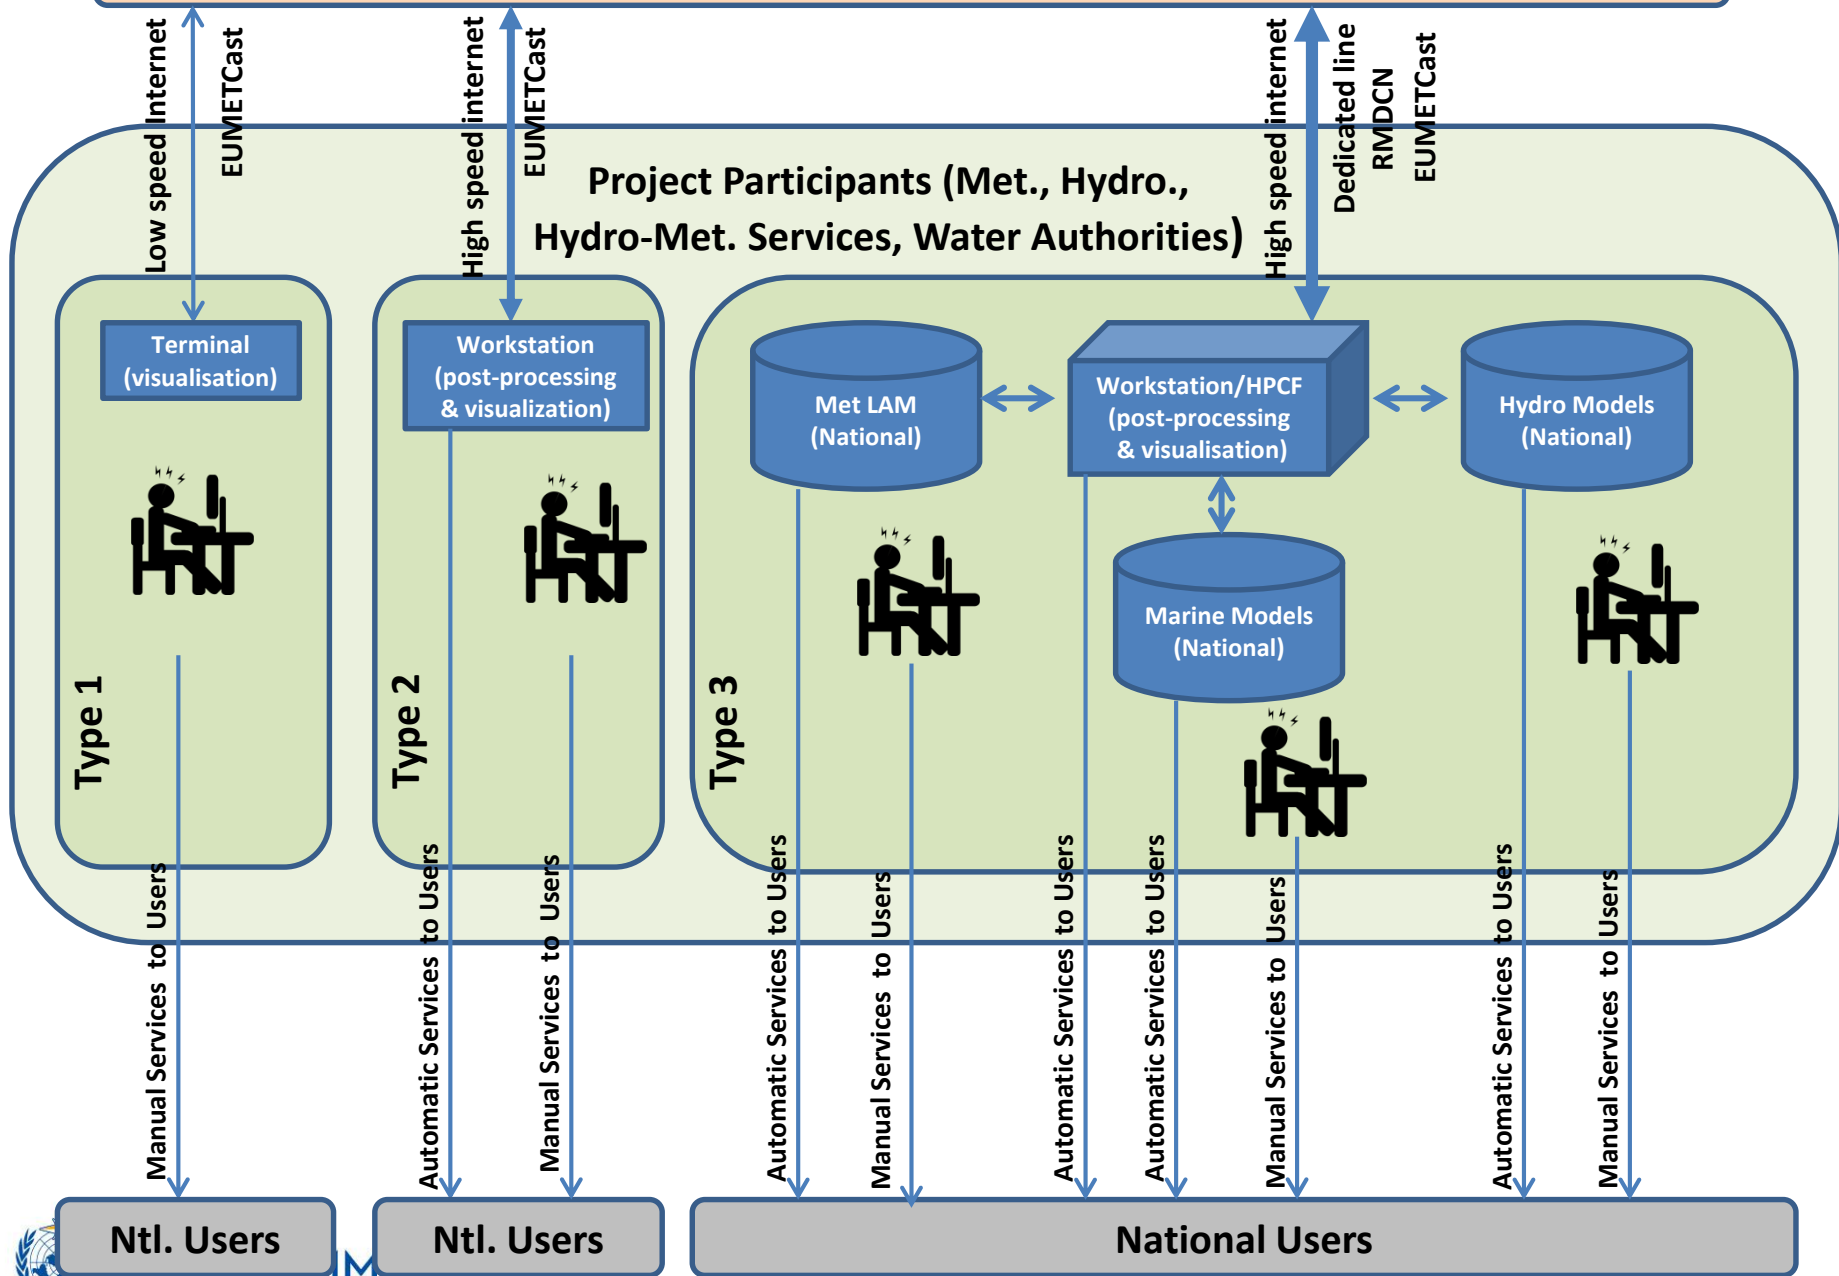 Low speed Internet
EUMETCast
High speed internet
EUMETCast
High speed internet
Dedicated line
RMDCN
EUMETCast
Project Participants (Met., Hydro.,
Hydro-Met. Services, Water Authorities)
Terminal
(visualisation)
Type 1
Workstation
(post-processing
& visualization)
Type 2
Met LAM
(National)
Workstation/HPCF
(post-processing
& visualisation)
Hydro Models
(National)
Marine Models
(National)
Type 3
Manual Services to Users
Automatic Services to Users
Manual Services to Users
Automatic Services to Users
Manual Services to Users
Automatic Services to Users
Automatic Services to Users
Manual Services to Users
Automatic Services to Users
Manual Services to Users
Ntl. Users
Ntl. Users
National Users